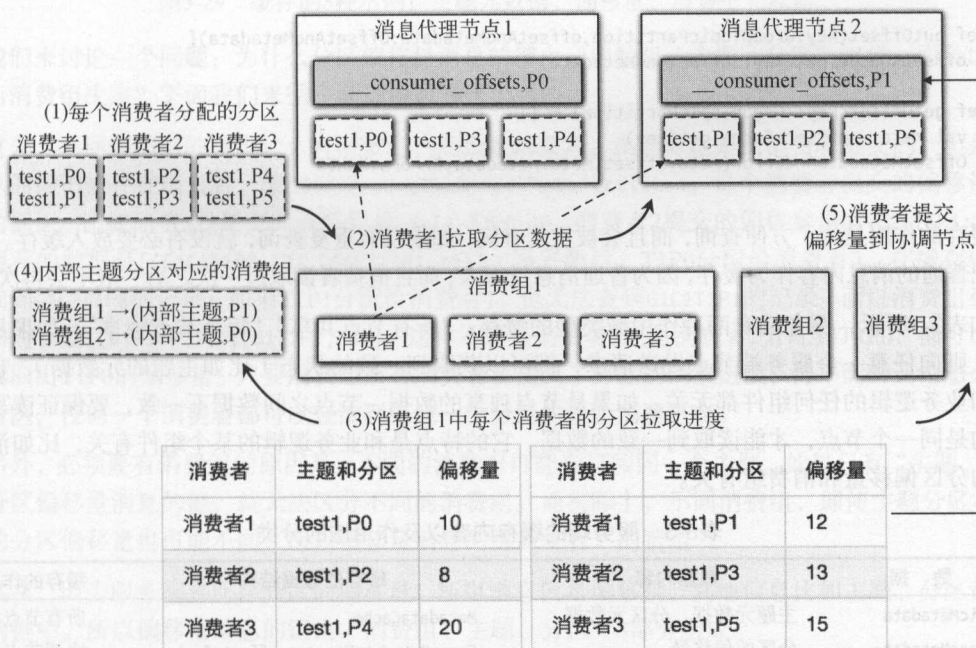 消息代理节点1
__consumer_offsets,P0
test1,P0 test1,P3 test1,P4
消息代理节点2
__consumer_offsets,P1
test1,P1 test1,P2 test1,P5
(1)每个消费者分配的分区
消费者1 消费者2 消费者3
test1,P0 test1,P2 test1,P4
test1,P1 test1,P3 test1,P5
(2)消费者1拉取分区数据
(5)消费者提交
偏移量到协调节点
(4)内部主题分区对应的消费组
消费组1 →(内部主题,P1)
消费组2 →(内部主题,P0)
消费组1
消费者1 消费者2 消费者3
消费组2 消费组3
(3)消费组1中每个消费者的分区拉取进度
消费者 主题和分区 偏移量 消费者 主题和分区 偏移量
消费者1 test1,P0 10 消费者1 test1,P1 12
消费者2 test1,P2 8 消费者2 test1,P3 13
消费者3 test1,P4 20 消费者3 test1,P5 15